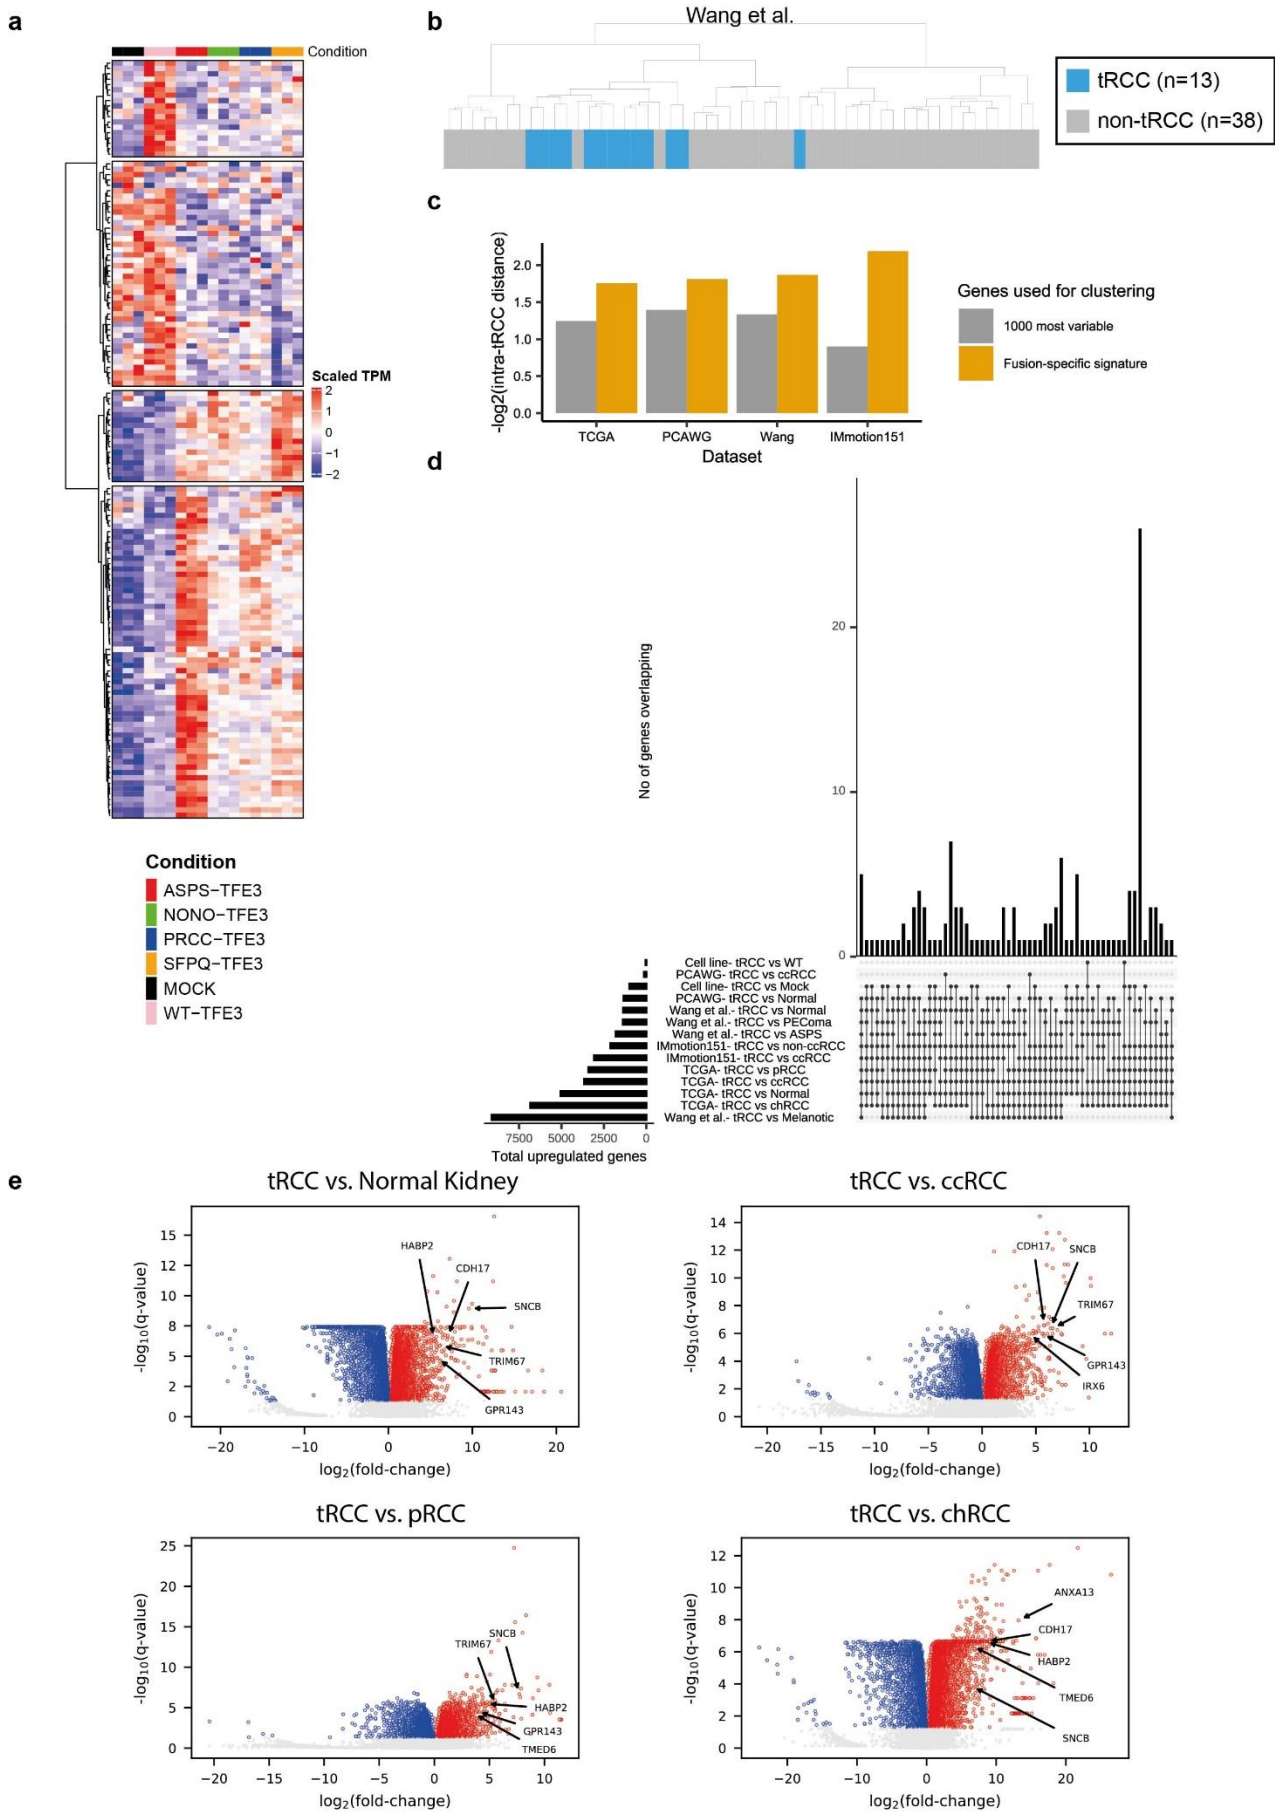 a
Condition
Scaled TPM
2
1
0
−1
−2
Condition
ASPS−TFE3
NONO−TFE3
PRCC−TFE3
SFPQ−TFE3
MOCK
WT−TFE3
b
Wang et al.
tRCC (n=13)
non-tRCC (n=38)
c
-log2(intra-tRCC distance)
2.0
1.5
1.0
0.5
0.0
TCGA
PCAWG
Wang
IMmotion151
Dataset
Genes used for clustering
1000 most variable
Fusion-specific signature
d
No of genes overlapping
20
10
0
Cell line- tRCC vs WT
PCAWG- tRCC vs ccRCC
Cell line- tRCC vs Mock
PCAWG- tRCC vs Normal
Wang et al.- tRCC vs Normal
Wang et al.- tRCC vs PEComa
Wang et al.- tRCC vs ASPS
IMmotion151- tRCC vs non-ccRCC
IMmotion151- tRCC vs ccRCC
TCGA- tRCC vs pRCC
TCGA- tRCC vs ccRCC
TCGA- tRCC vs Normal
TCGA- tRCC vs chRCC
Wang et al.- tRCC vs Melanotic
7500 5000 2500 0
Total upregulated genes
e
tRCC vs. Normal Kidney
-log10(q-value)
15
12
10
8
5
2
0
HABP2
CDH17
SNCB
TRIM67
GPR143
−20 −10 0 10 20
log2(fold-change)
tRCC vs. ccRCC
-log10(q-value)
14
12
10
8
6
4
2
0
CDH17
SNCB
TRIM67
GPR143
IRX6
−20 −15 −10 −5 0 5 10
log2(fold-change)
tRCC vs. pRCC
-log10(q-value)
25
20
15
10
5
0
SNCB
TRIM67
HABP2
GPR143
TMED6
−20 −15 −10 −5 0 5 10
log2(fold-change)
tRCC vs. chRCC
-log10(q-value)
12
10
8
6
4
2
0
ANXA13
CDH17
HABP2
TMED6
SNCB
−20 −10 0 10 20
log2(fold-change)